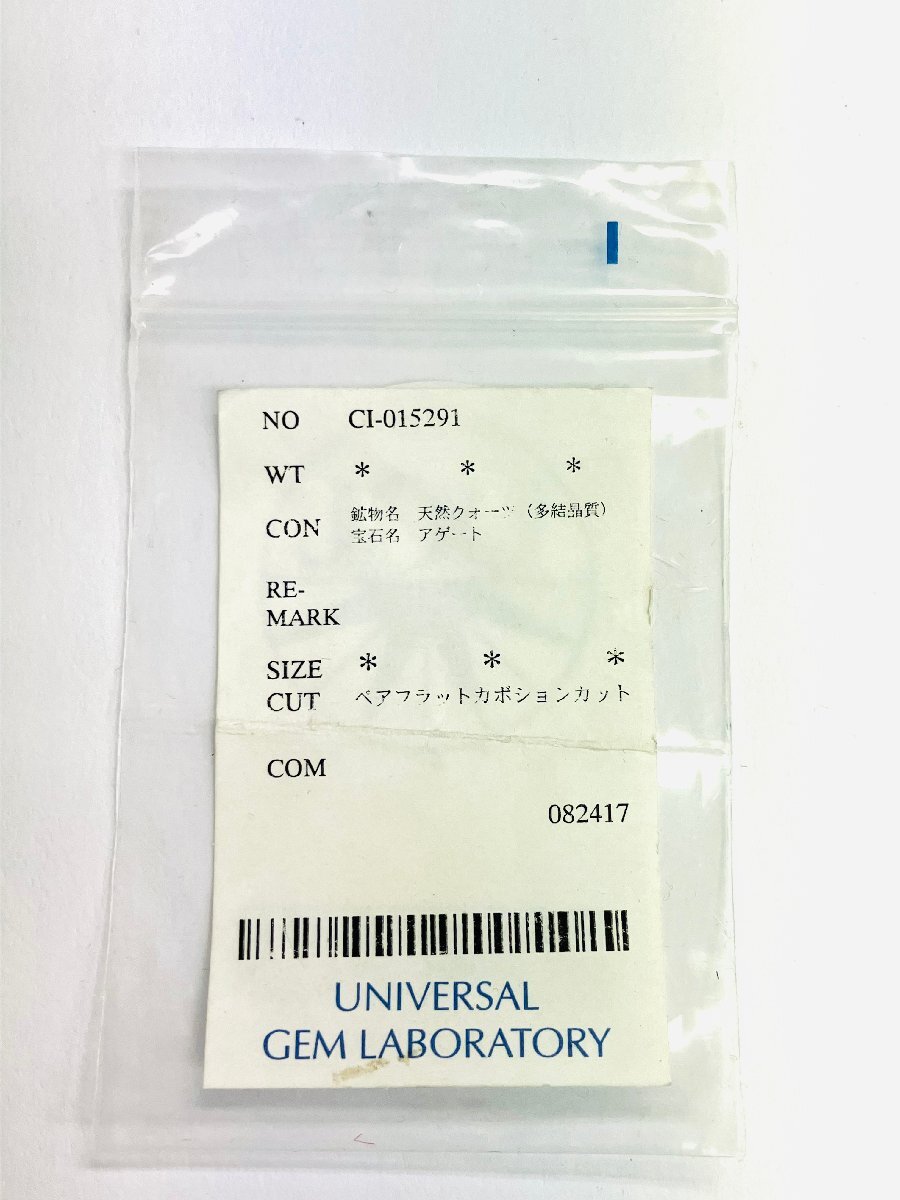 NO CI-015291
WT * * *
CON 鉱物名 天然クォーツ（多結晶質）
宝石名 アゲート
RE-
MARK
SIZE * * *
CUT ペアフラットカボションカット
COM
082417
UNIVERSAL
GEM LABORATORY